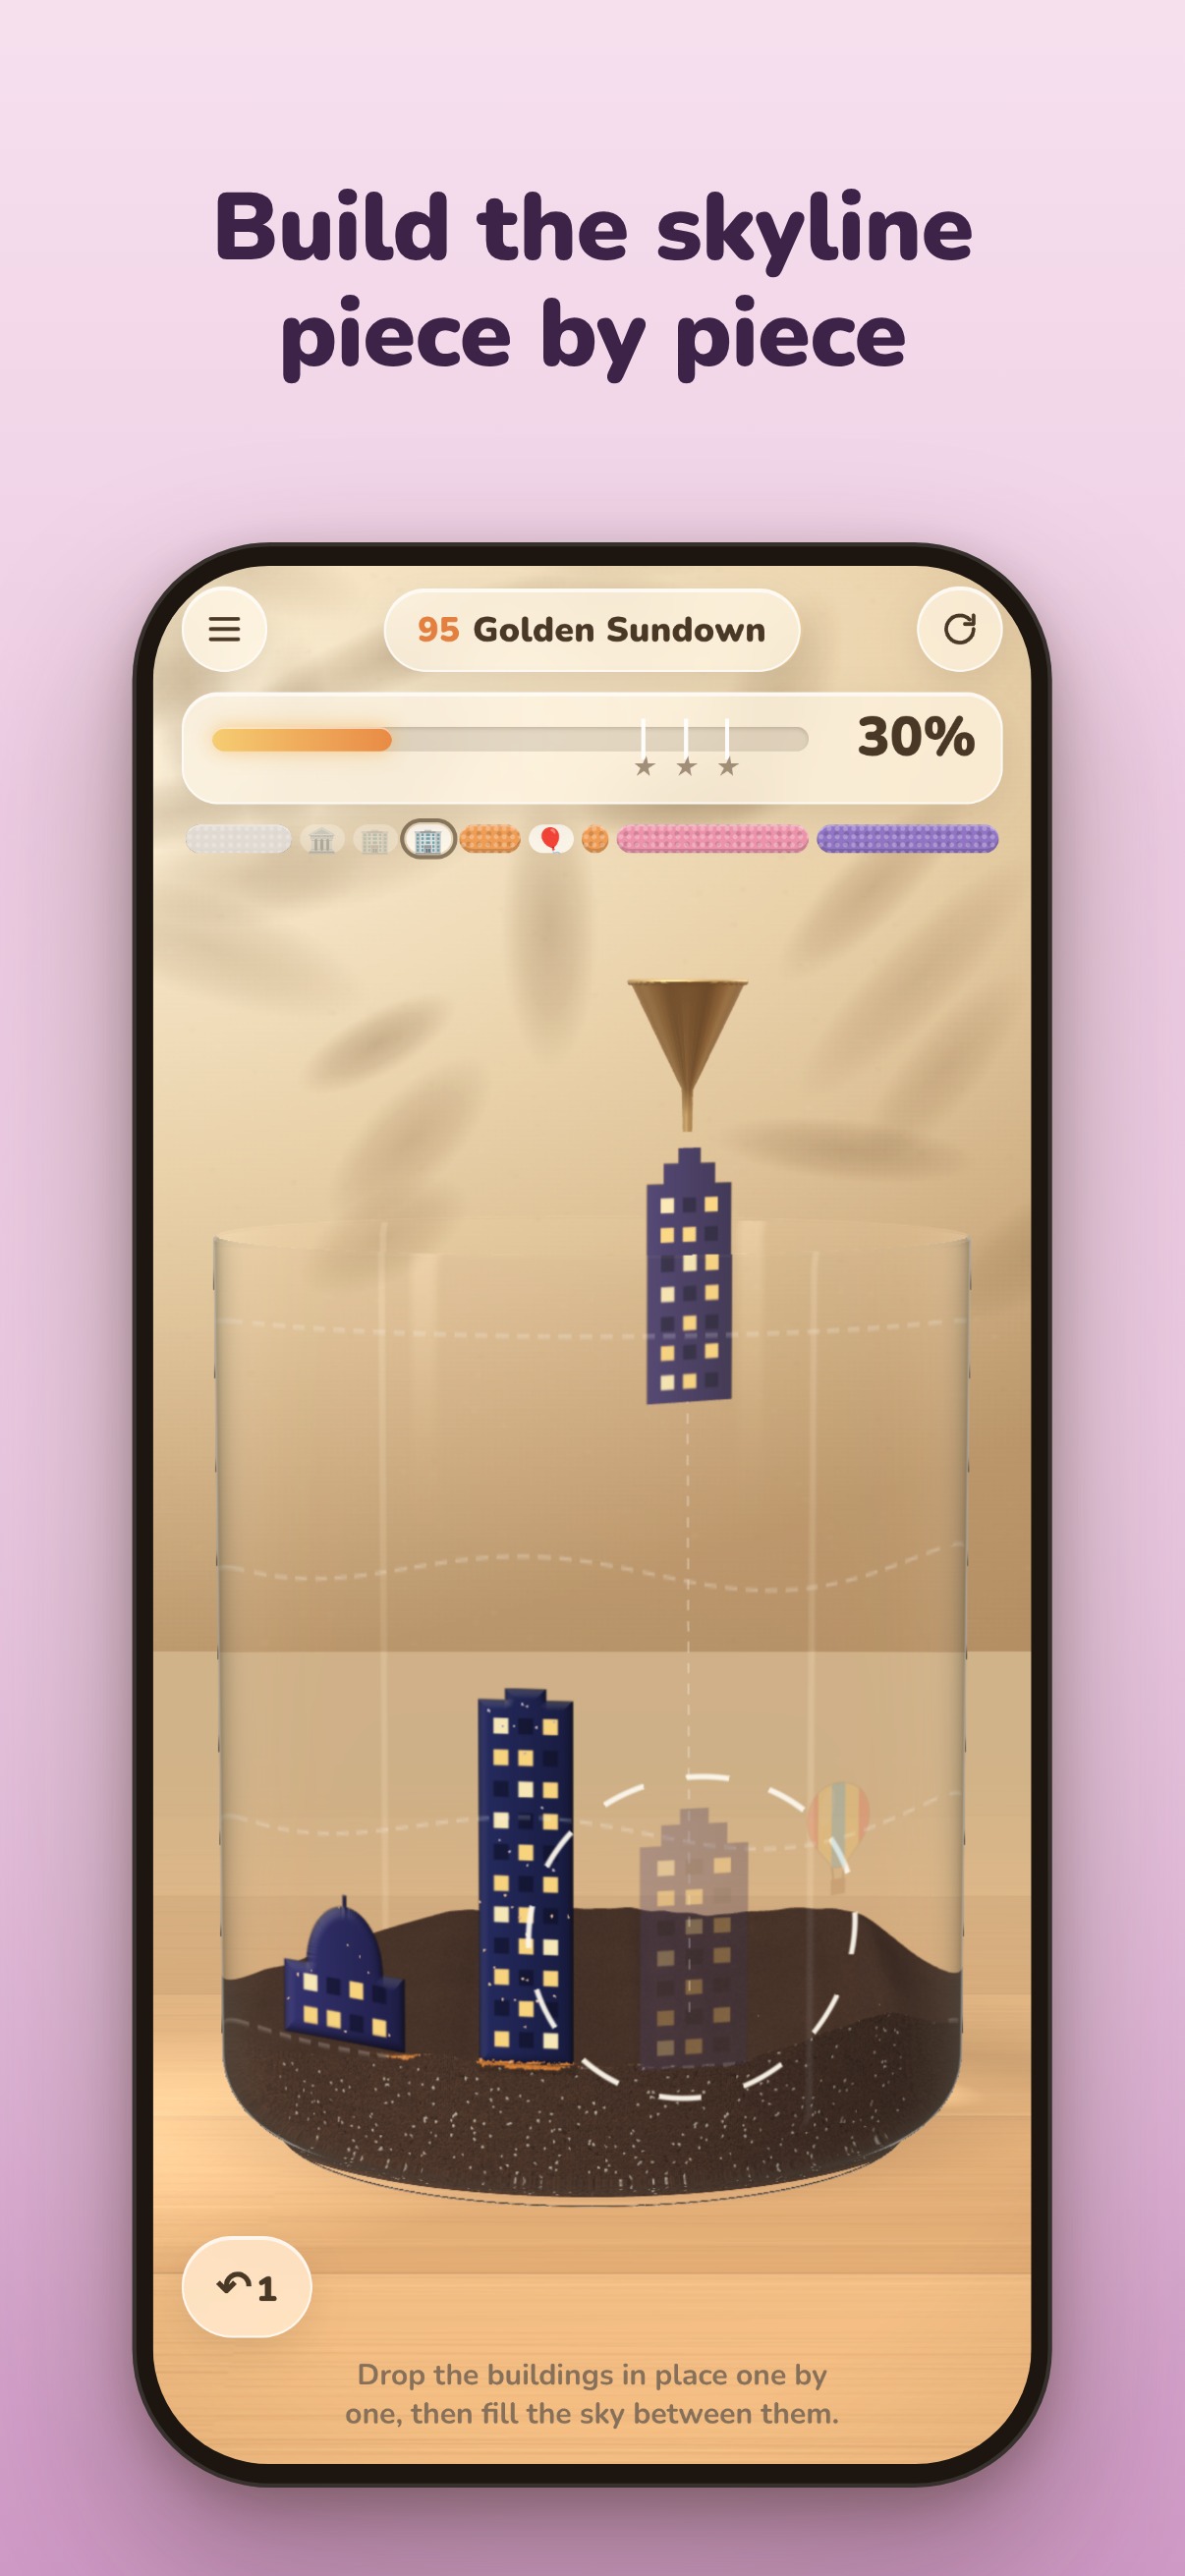 Build the skyline
piece by piece
95 Golden Sundown
30%
1
Drop the buildings in place one by
one, then fill the sky between them.